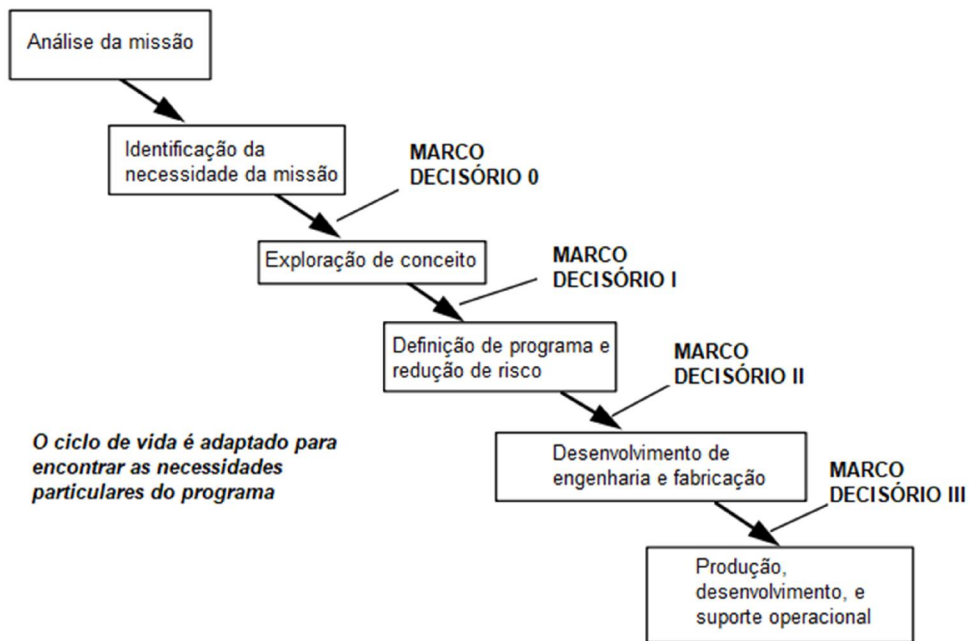 Análise da missão
Identificação da
necessidade da missão
MARCO
DECISÓRIO 0
Exploração de conceito
MARCO
DECISÓRIO I
Definição de programa e
redução de risco
MARCO
DECISÓRIO II
O ciclo de vida é adaptado para
encontrar as necessidades
particulares do programa
Desenvolvimento de
engenharia e fabricação
MARCO
DECISÓRIO III
Produção,
desenvolvimento, e
suporte operacional